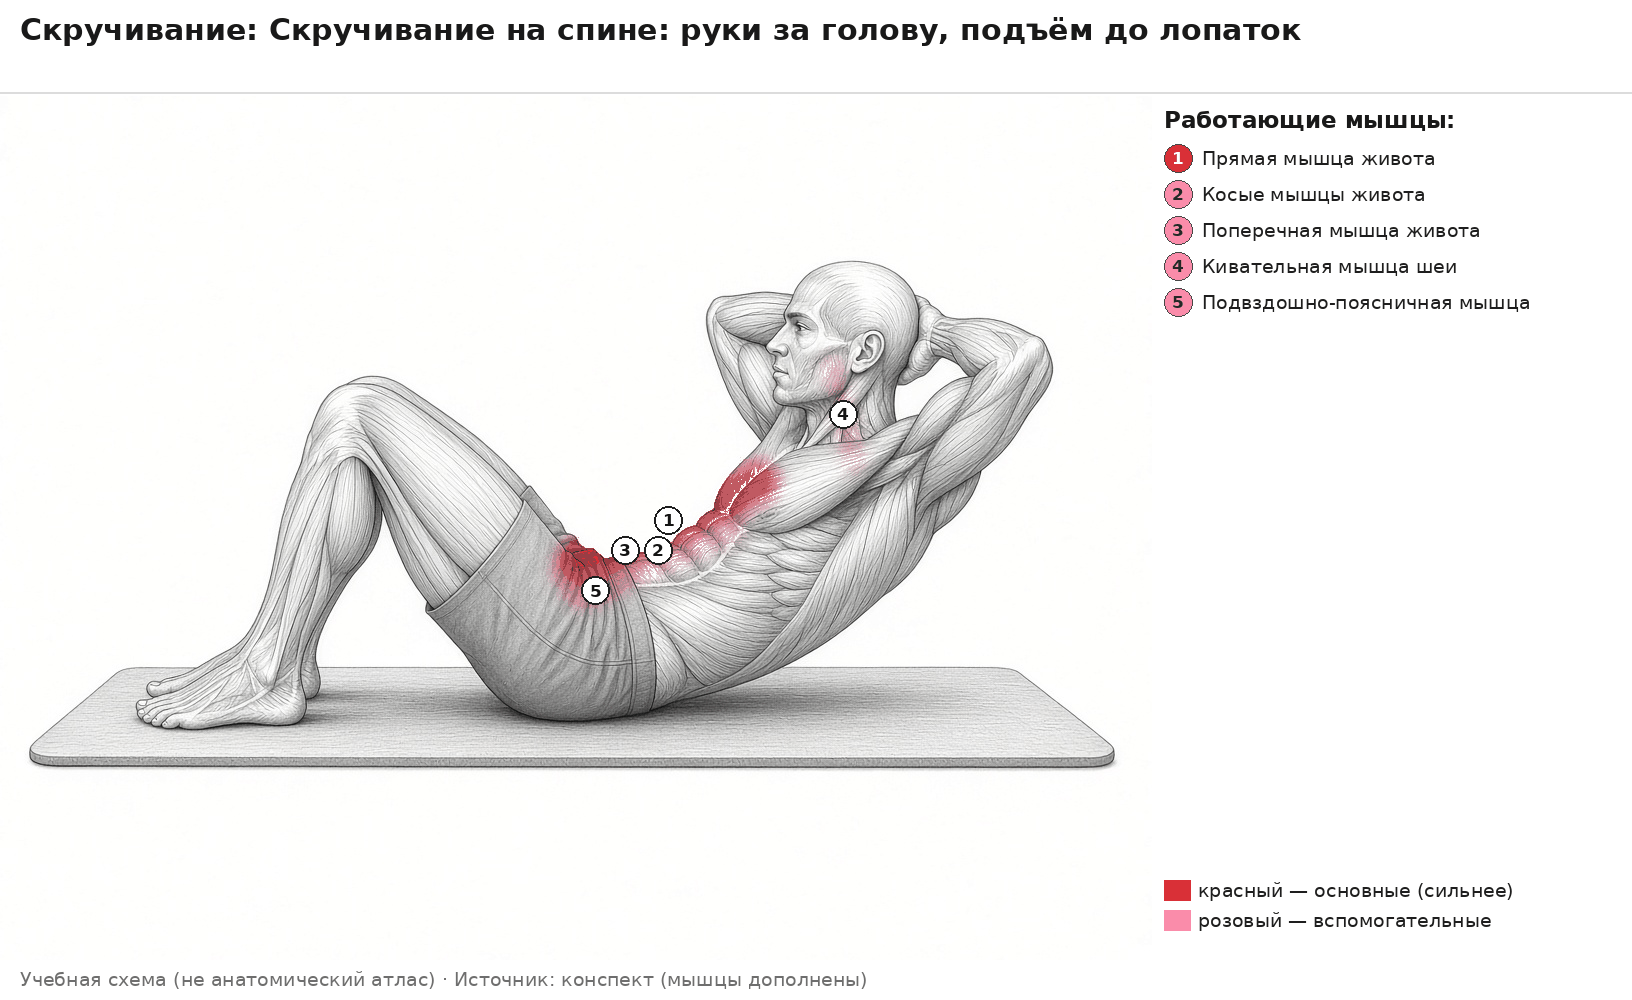 Скручивание: Скручивание на спине: руки за голову, подъём до лопаток
Работающие мышцы:
1 Прямая мышца живота
2 Косые мышцы живота
3 Поперечная мышца живота
4 Кивательная мышца шеи
5 Подвздошно-поясничная мышца
4
1
3 2
5
красный — основные (сильнее)
розовый — вспомогательные
Учебная схема (не анатомический атлас) · Источник: конспект (мышцы дополнены)